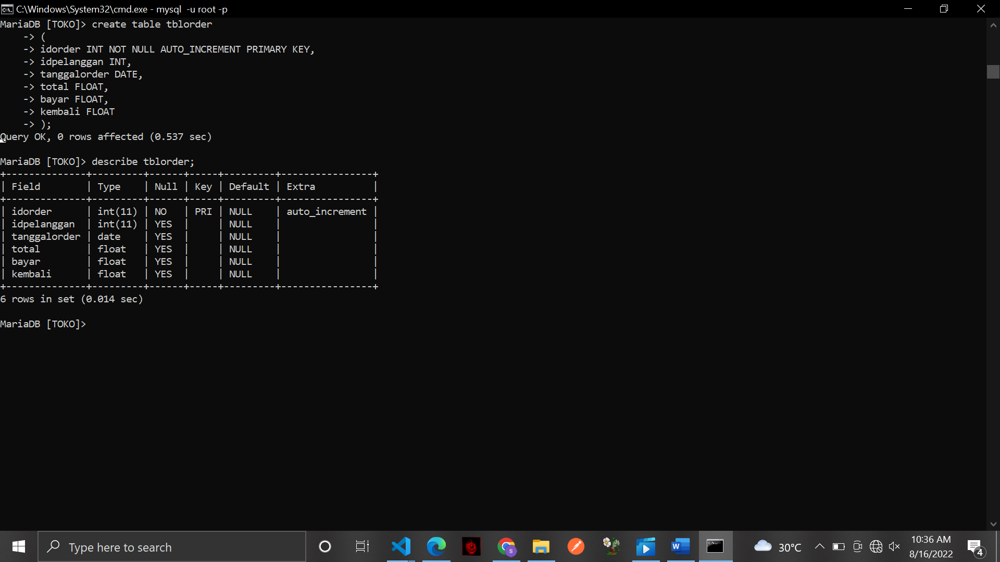 C:\Windows\System32\cmd.exe - mysql  -u root -p
MariaDB [TOKO]> create table tblorder
    -> (
    -> idorder INT NOT NULL AUTO_INCREMENT PRIMARY KEY,
    -> idpelanggan INT,
    -> tanggalorder DATE,
    -> total FLOAT,
    -> bayar FLOAT,
    -> kembali FLOAT
    -> );
Query OK, 0 rows affected (0.537 sec)
MariaDB [TOKO]> describe tblorder;
+--------------+---------+------+-----+---------+----------------+
| Field        | Type    | Null | Key | Default | Extra          |
+--------------+---------+------+-----+---------+----------------+
| idorder      | int(11) | NO   | PRI | NULL    | auto_increment |
| idpelanggan  | int(11) | YES  |     | NULL    |                |
| tanggalorder | date    | YES  |     | NULL    |                |
| total        | float   | YES  |     | NULL    |                |
| bayar        | float   | YES  |     | NULL    |                |
| kembali      | float   | YES  |     | NULL    |                |
+--------------+---------+------+-----+---------+----------------+
6 rows in set (0.014 sec)
MariaDB [TOKO]>
Type here to search
30°C
10:36 AM
8/16/2022
4